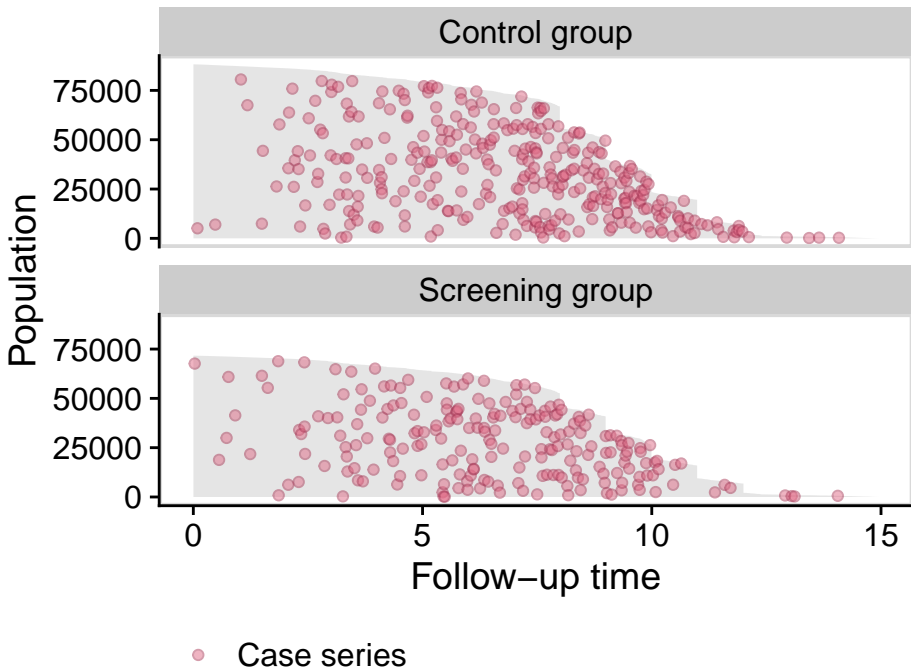 Control group
75000
50000
25000
0
Screening group
75000
50000
25000
0
Population
0 5 10 15
Follow−up time
Case series